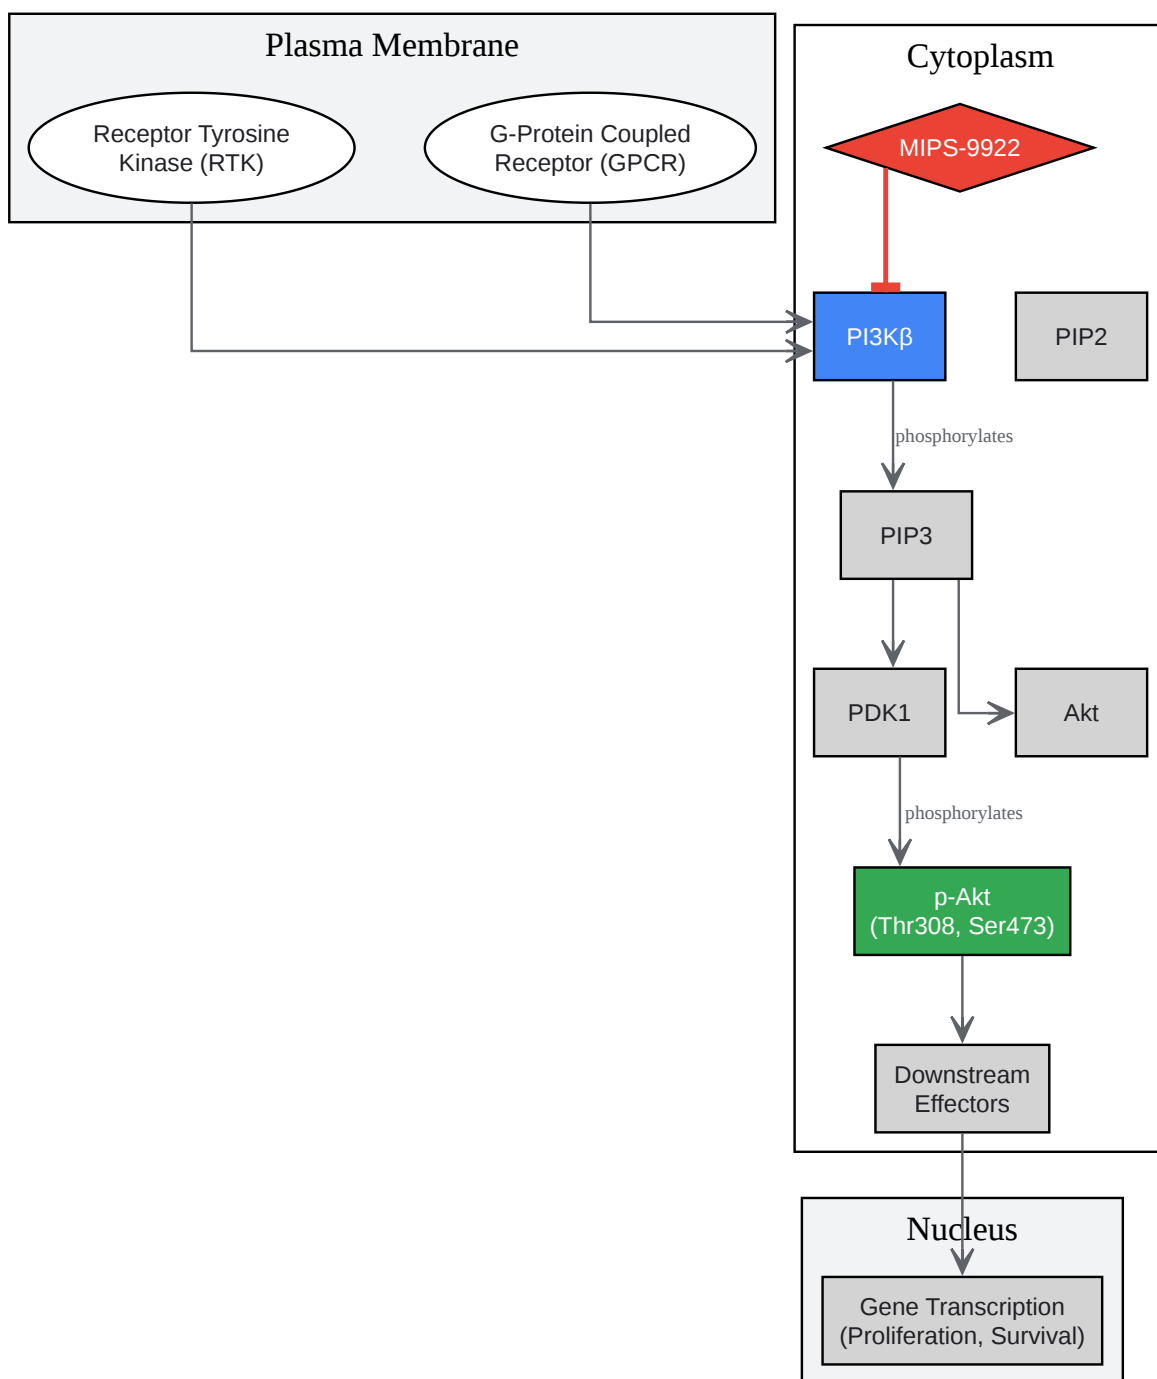 Plasma Membrane
Receptor Tyrosine
Kinase (RTK)
G-Protein Coupled
Receptor (GPCR)
Cytoplasm
MIPS-9922
PI3Kβ
PIP2
phosphorylates
PIP3
PDK1
Akt
phosphorylates
p-Akt
(Thr308, Ser473)
Downstream
Effectors
Nucleus
Gene Transcription
(Proliferation, Survival)